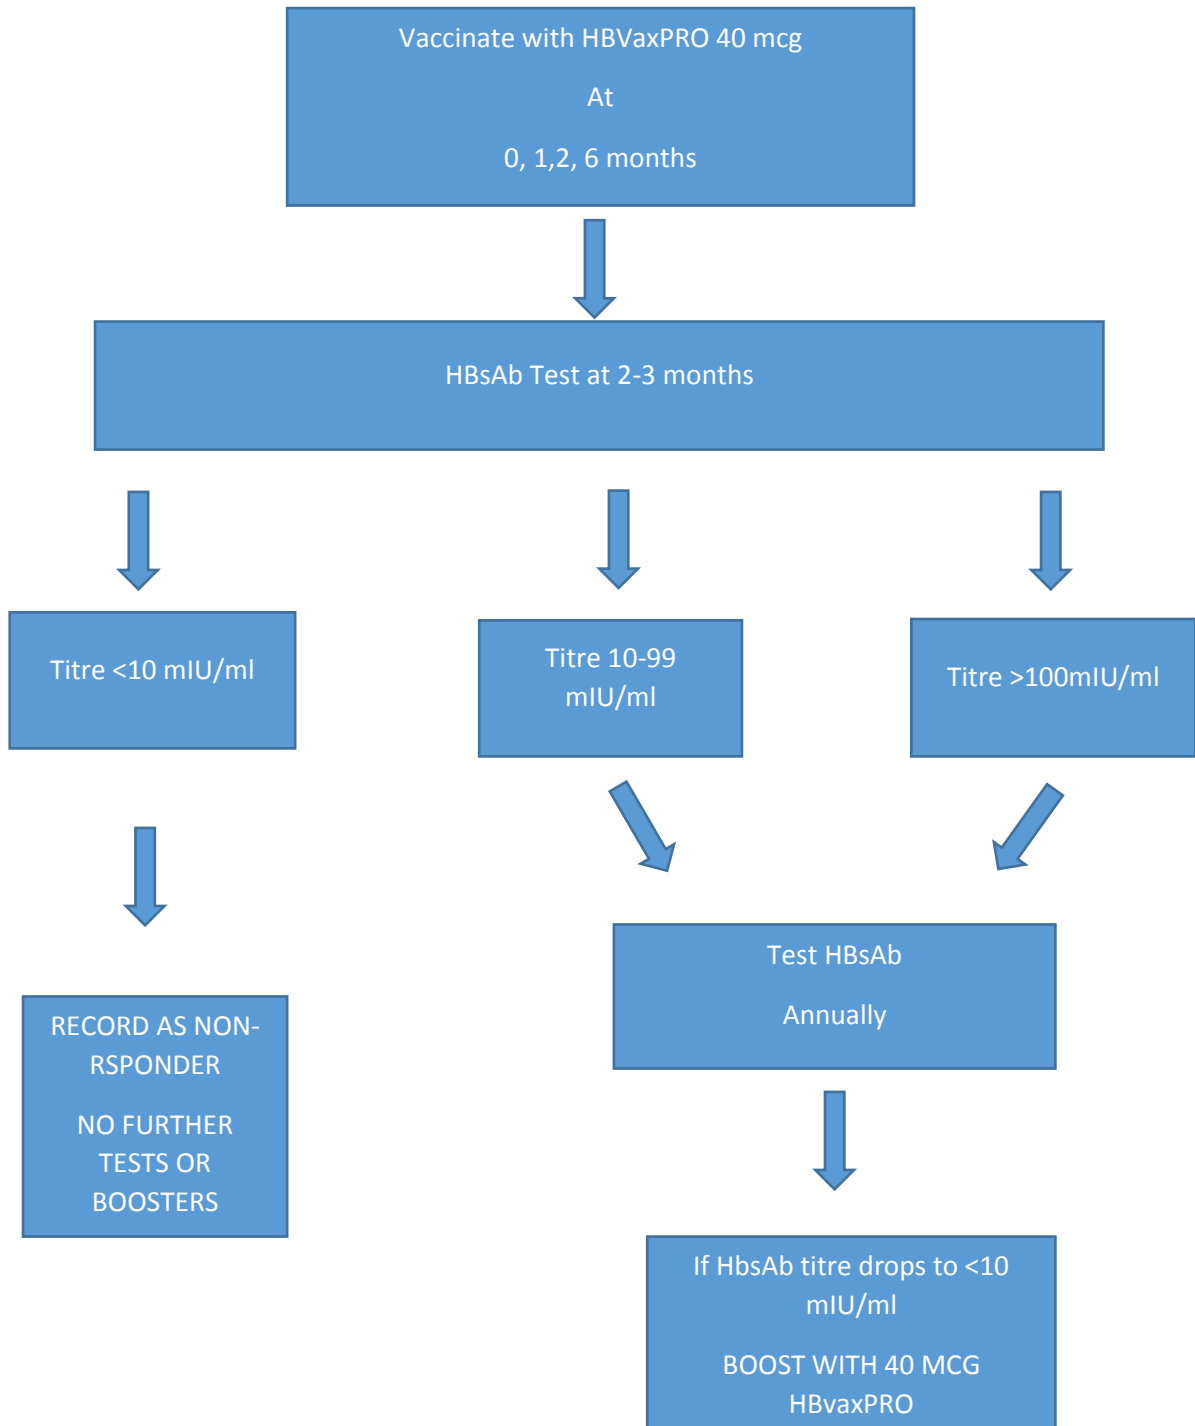 Vaccinate with HBVaxPRO 40 mcg
At
0, 1,2, 6 months
HBsAb Test at 2-3 months
Titre <10 mIU/ml
Titre 10-99
mIU/ml
Titre >100mIU/ml
Test HBsAb
Annually
RECORD AS NON-
RSPONDER
NO FURTHER
TESTS OR
BOOSTERS
If HbsAb titre drops to <10
mIU/ml
BOOST WITH 40 MCG
HBvaxPRO